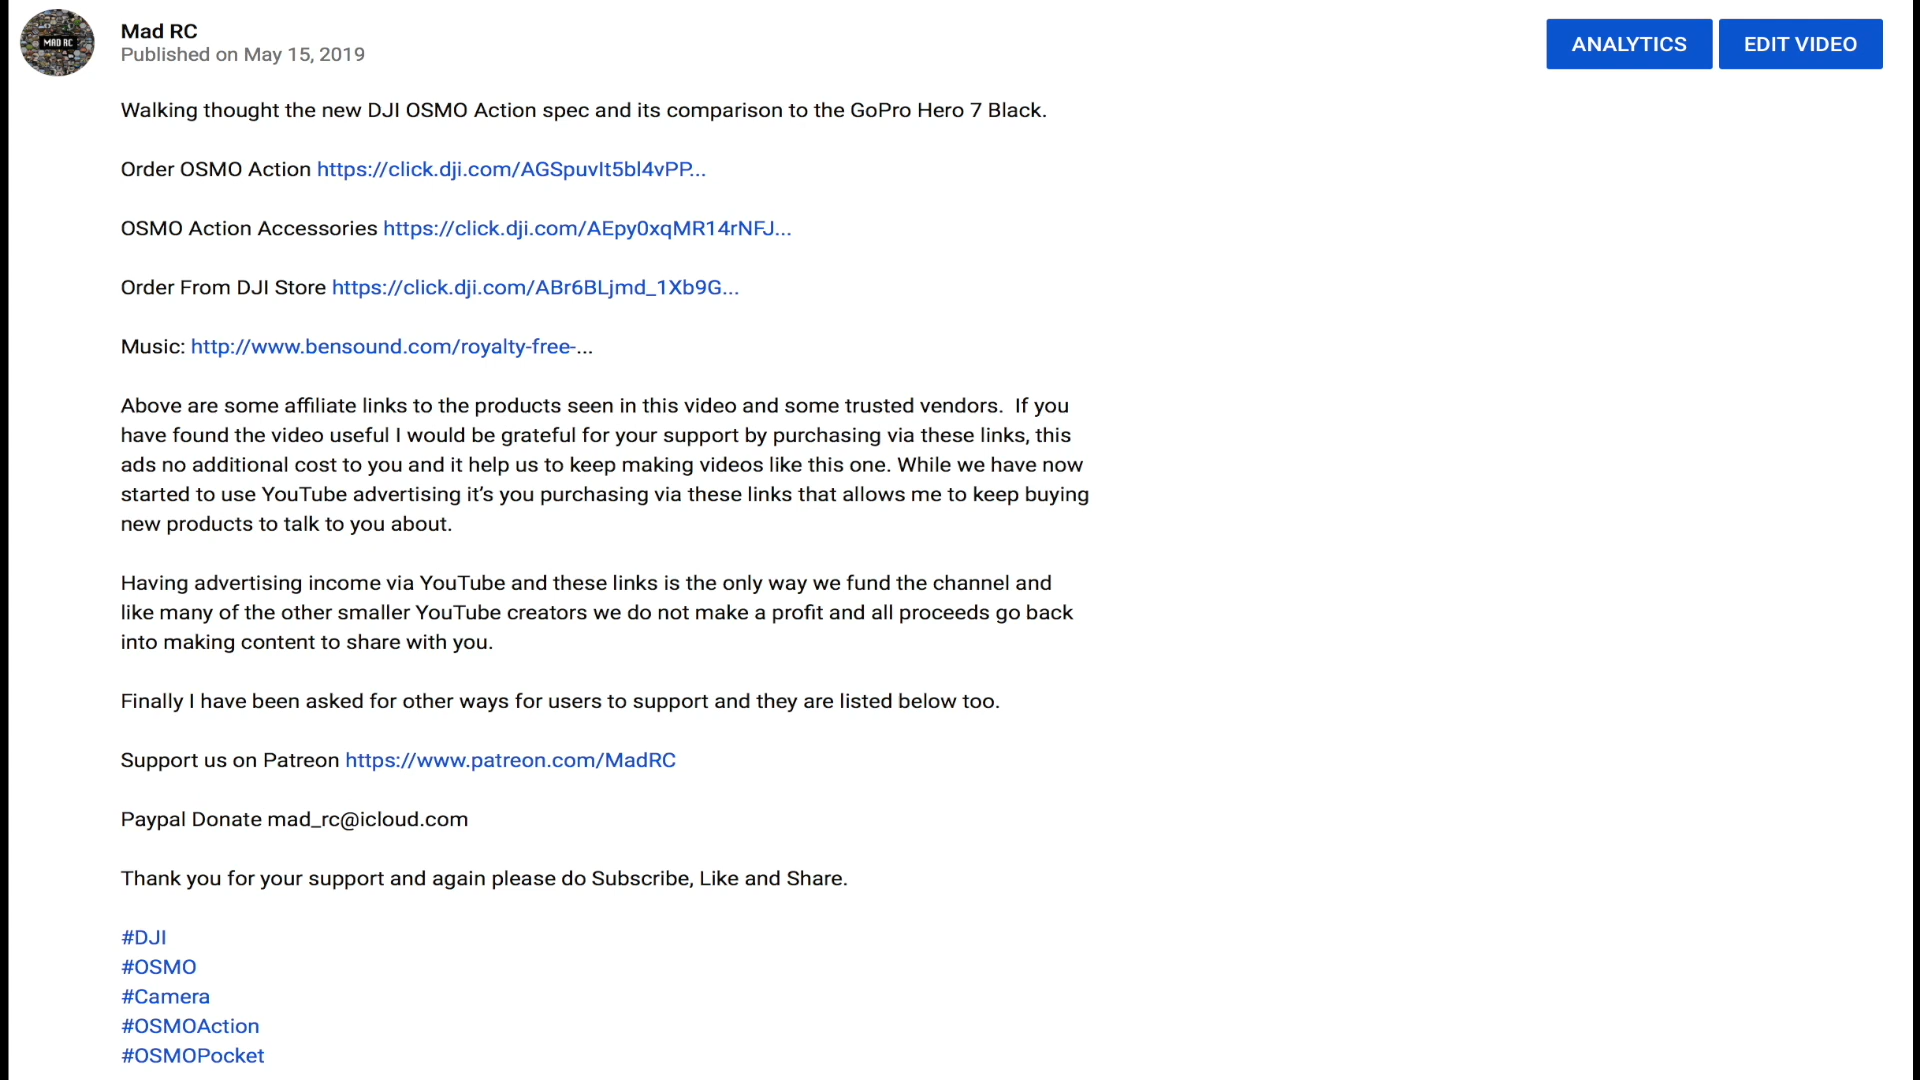 MAD RC
Mad RC
Published on May 15, 2019
ANALYTICS
EDIT VIDEO
Walking thought the new DJI OSMO Action spec and its comparison to the GoPro Hero 7 Black.
Order OSMO Action https://click.dji.com/AGSpuvIt5bl4vPP...
OSMO Action Accessories https://click.dji.com/AEpy0xqMR14rNFJ...
Order From DJI Store https://click.dji.com/ABr6BLjmd_1Xb9G...
Music: http://www.bensound.com/royalty-free-...
Above are some affiliate links to the products seen in this video and some trusted vendors.  If you
have found the video useful I would be grateful for your support by purchasing via these links, this
ads no additional cost to you and it help us to keep making videos like this one. While we have now
started to use YouTube advertising it’s you purchasing via these links that allows me to keep buying
new products to talk to you about.
Having advertising income via YouTube and these links is the only way we fund the channel and
like many of the other smaller YouTube creators we do not make a profit and all proceeds go back
into making content to share with you.
Finally I have been asked for other ways for users to support and they are listed below too.
Support us on Patreon https://www.patreon.com/MadRC
Paypal Donate mad_rc@icloud.com
Thank you for your support and again please do Subscribe, Like and Share.
#DJI
#OSMO
#Camera
#OSMOAction
#OSMOPocket